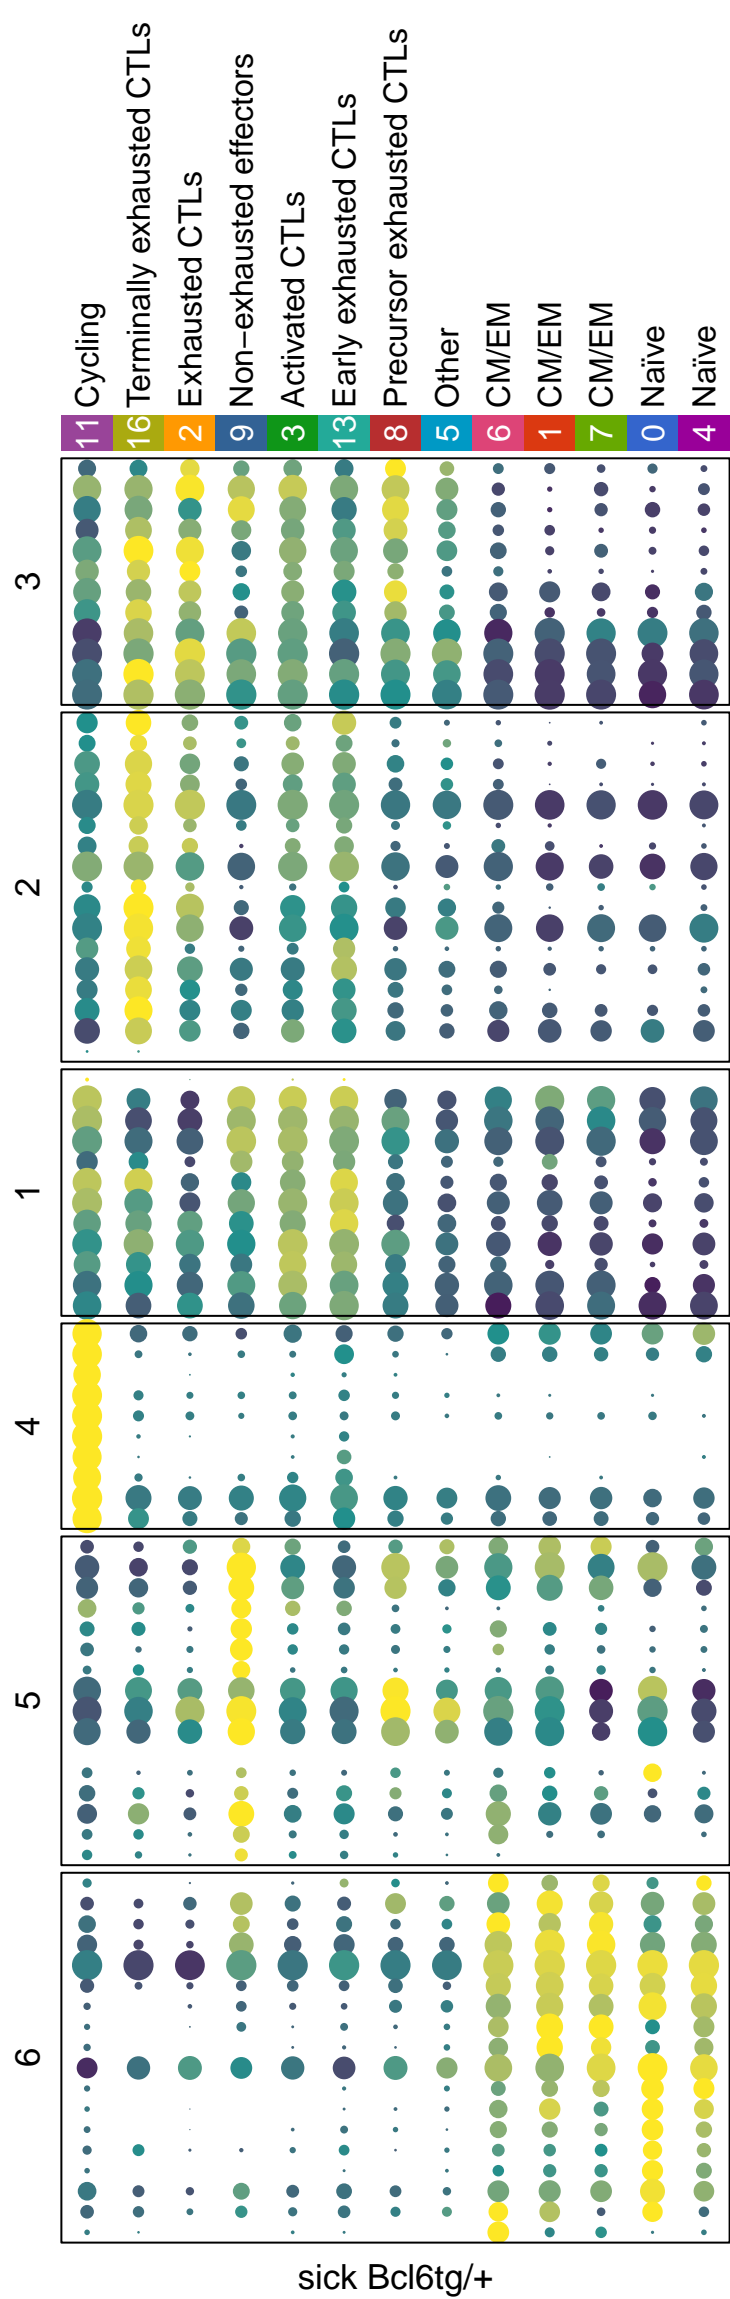 11 Cycling
16 Terminally exhausted CTLs
2 Exhausted CTLs
9 Non−exhausted effectors
3 Activated CTLs
13 Early exhausted CTLs
8 Precursor exhausted CTLs
5 Other
6 CM/EM
1 CM/EM
7 CM/EM
0 Naïve
4 Naïve
3
2
1
4
5
6
sick Bcl6tg/+